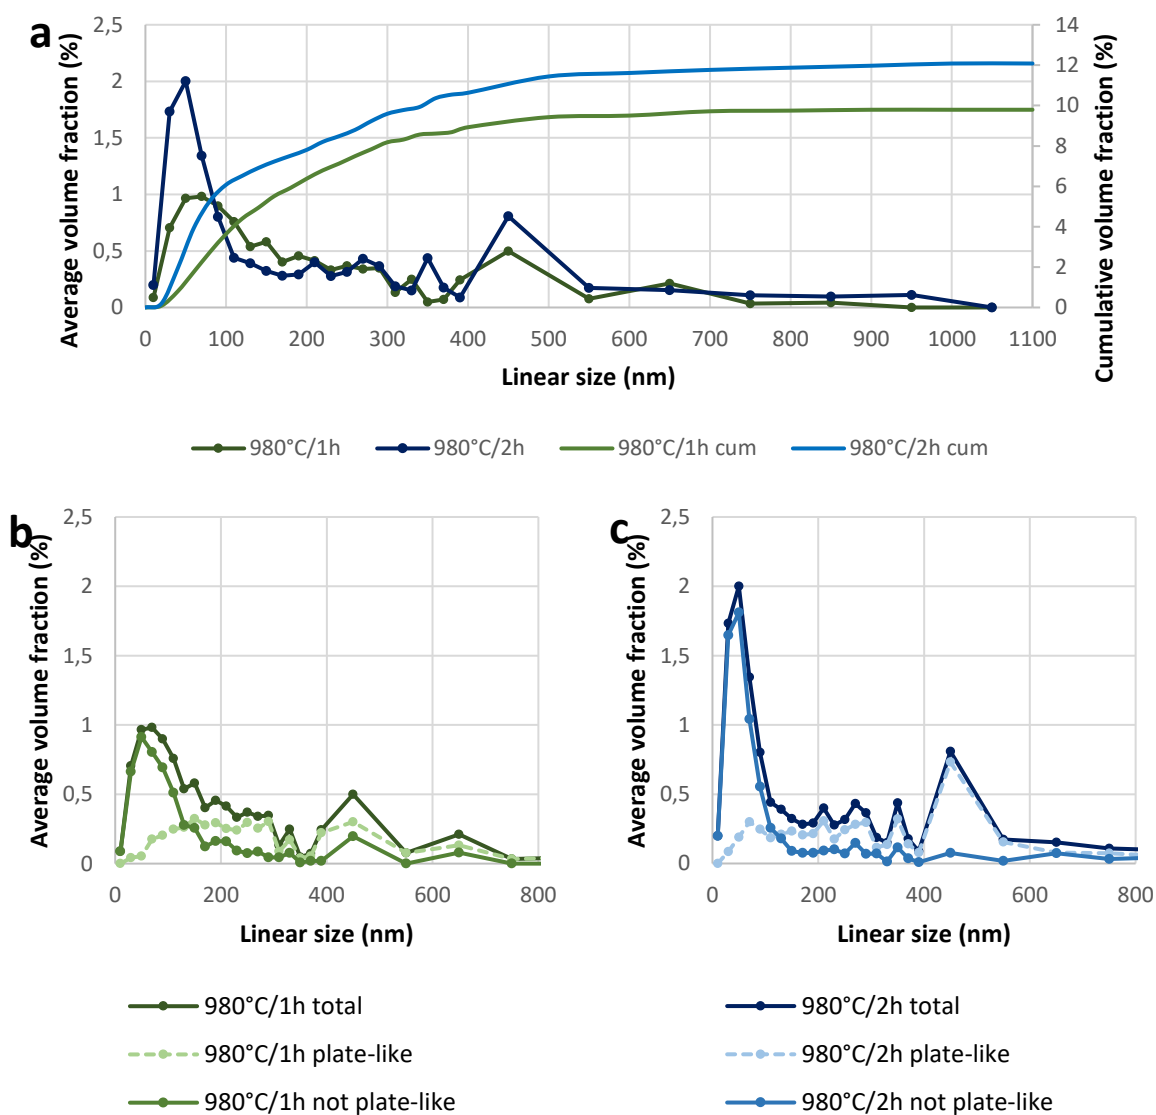 a
Average volume fraction (%)
2,5
2
1,5
1
0,5
0
14
12
10
8
6
4
2
0
Cumulative volume fraction (%)
0 100 200 300 400 500 600 700 800 900 1000 1100
Linear size (nm)
980°C/1h 980°C/2h 980°C/1h cum 980°C/2h cum
b
Average volume fraction (%)
2,5
2
1,5
1
0,5
0
0 200 400 600 800
Linear size (nm)
980°C/1h total
980°C/1h plate-like
980°C/1h not plate-like
c
Average volume fraction (%)
2,5
2
1,5
1
0,5
0
0 200 400 600 800
Linear size (nm)
980°C/2h total
980°C/2h plate-like
980°C/2h not plate-like